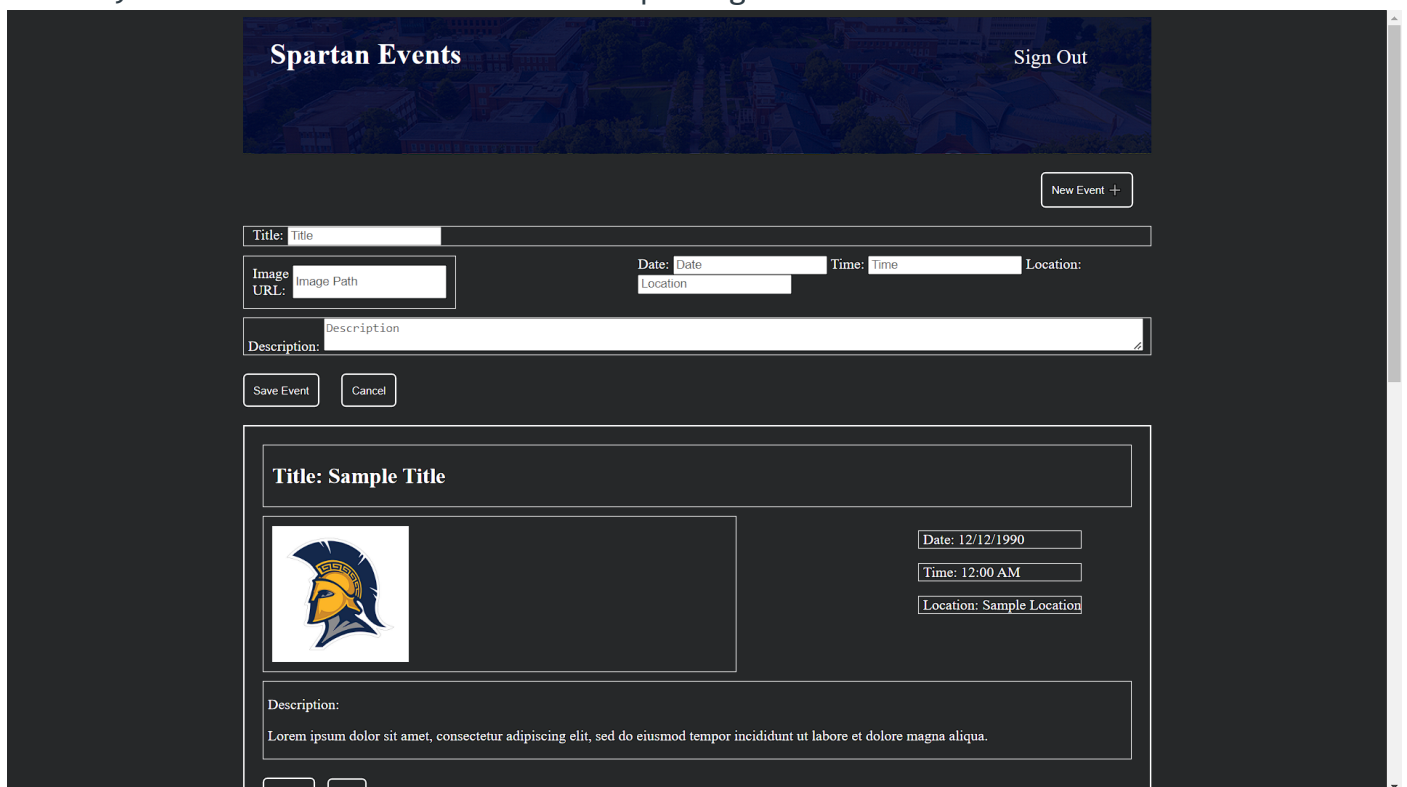 Spartan Events
Sign Out
New Event +
Title: Title
Image URL: Image Path
Date: Date Time: Time Location:
Location
Description: Description
Save Event Cancel
Title: Sample Title
Date: 12/12/1990
Time: 12:00 AM
Location: Sample Location
Description:
Lorem ipsum dolor sit amet, consectetur adipiscing elit, sed do eiusmod tempor incididunt ut labore et dolore magna aliqua.